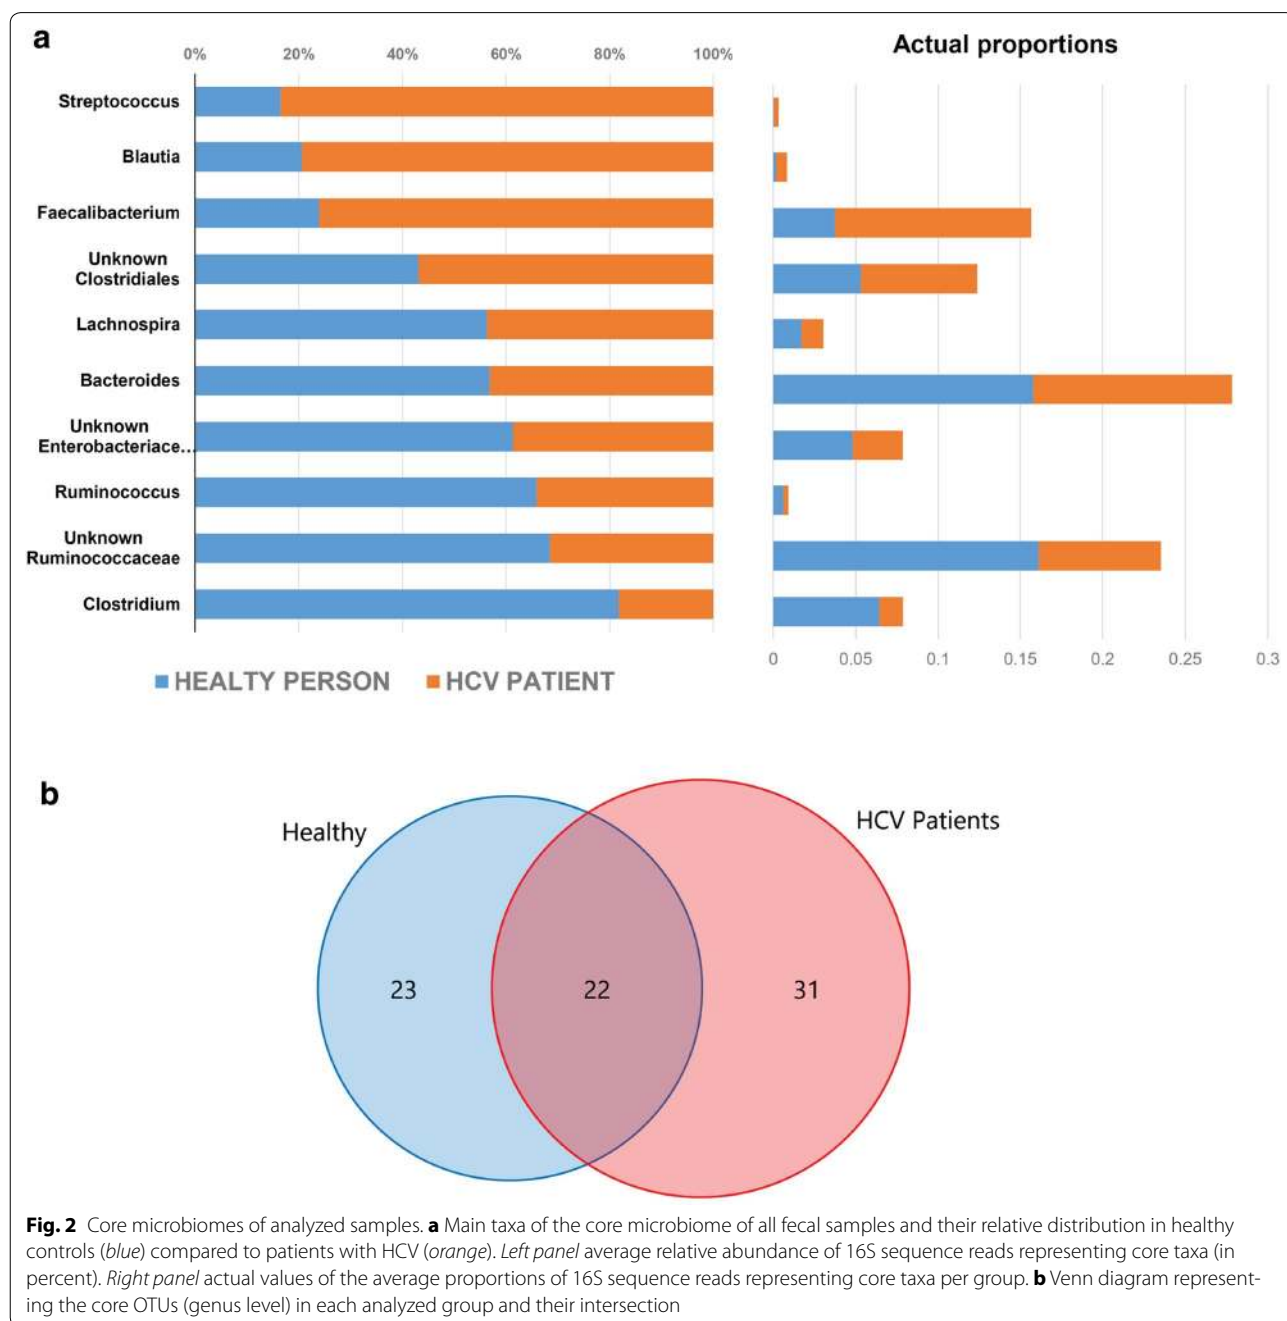 a
0% 20% 40% 60% 80% 100%
Actual proportions
Streptococcus
Blautia
Faecalibacterium
Unknown
Clostridiales
Lachnospira
Bacteroides
Unknown
Enterobacteriace...
Ruminococcus
Unknown
Ruminococcaceae
Clostridium
0 0.05 0.1 0.15 0.2 0.25 0.3
HEALTY PERSON HCV PATIENT
b
Healthy
HCV Patients
23 22 31
Fig. 2 Core microbiomes of analyzed samples. a Main taxa of the core microbiome of all fecal samples and their relative distribution in healthy
controls (blue) compared to patients with HCV (orange). Left panel average relative abundance of 16S sequence reads representing core taxa (in
percent). Right panel actual values of the average proportions of 16S sequence reads representing core taxa per group. b Venn diagram represent-
ing the core OTUs (genus level) in each analyzed group and their intersection